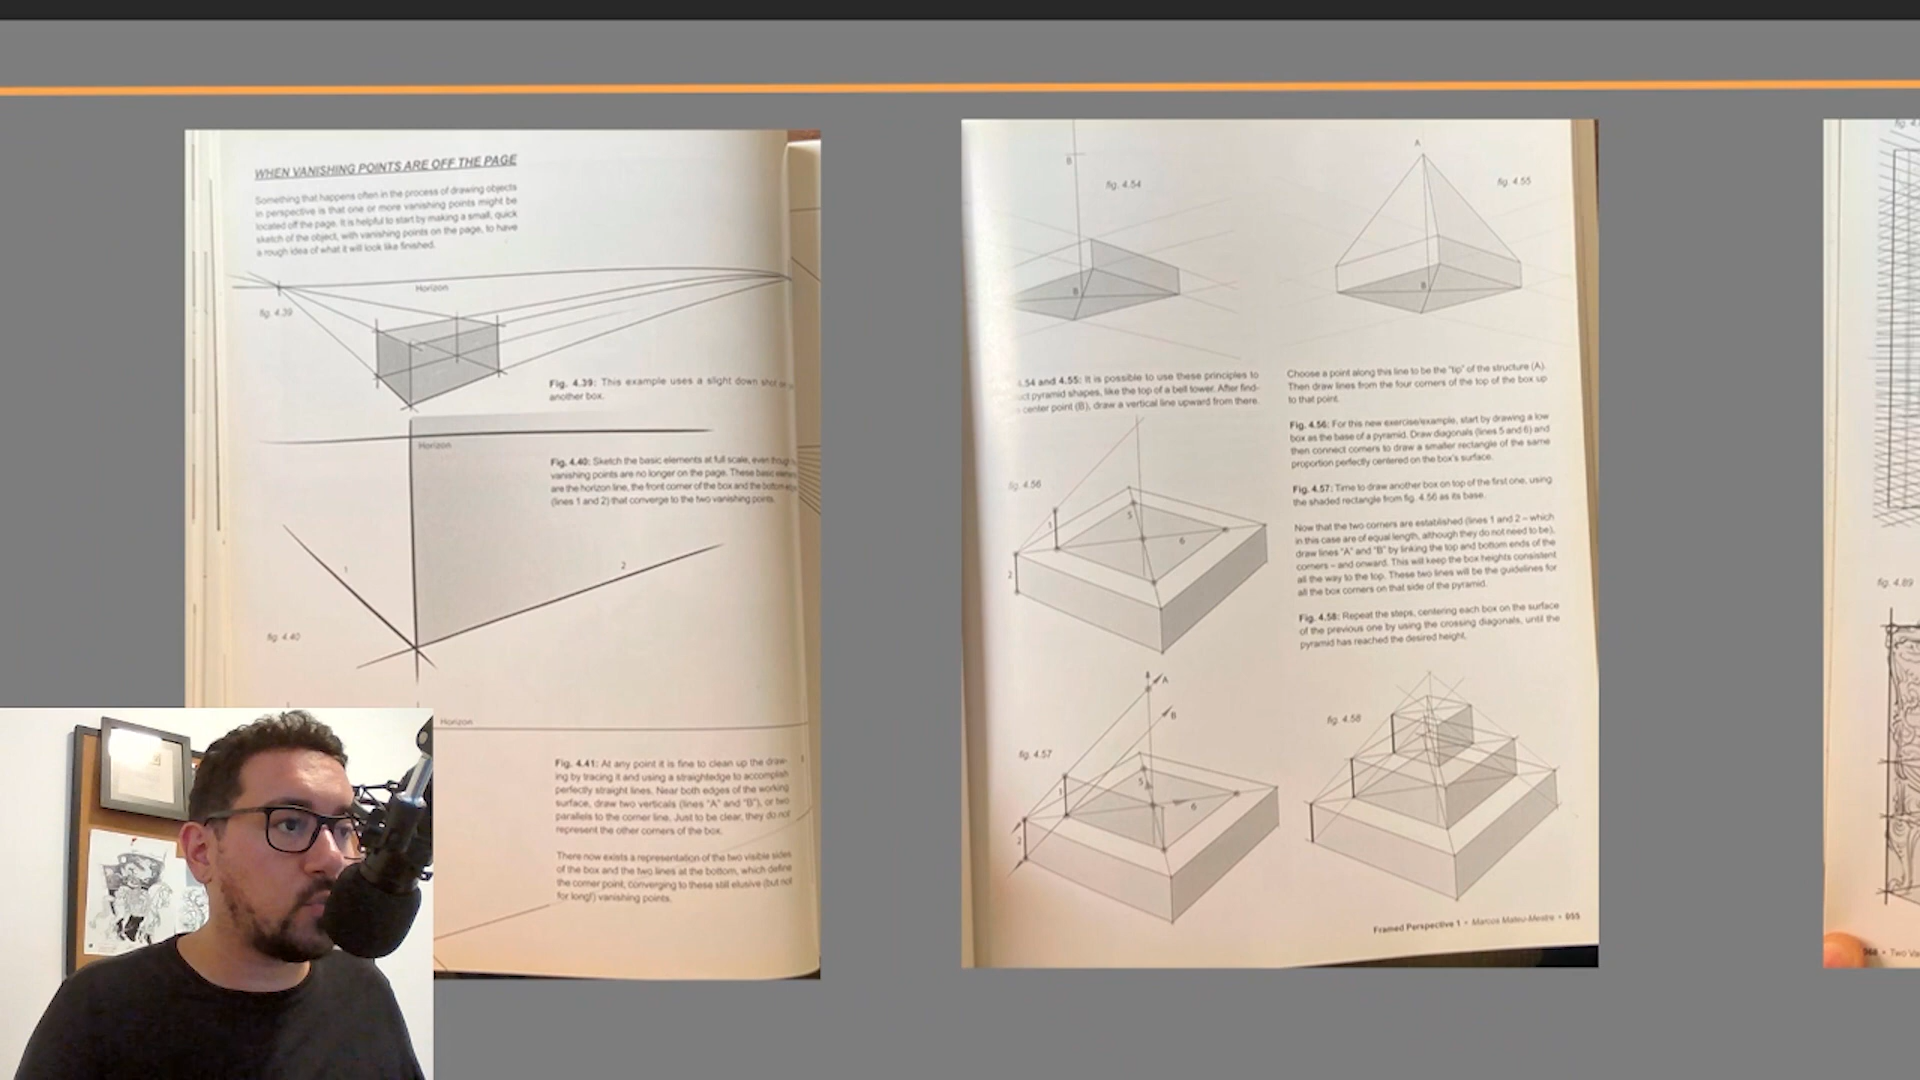 WHEN VANISHING POINTS ARE OFF THE PAGE
Something that happens often in the process of drawing objects
in perspective is that one or more vanishing points might be
located off the page. It is helpful to start by making a small, quick
sketch of the object, with vanishing points on the page, to have
a rough idea of what it will look like finished.
Horizon
fig. 4.39
Fig. 4.39: This example uses a slight down shot
another box.
Horizon
Fig. 4.40: Sketch the basic elements at full scale, even though
vanishing points are no longer on the page. These basic
are the horizon line, the front corner of the box and the bottom
(lines 1 and 2) that converge to the two vanishing points.
1
2
fig. 4.40
Horizon
Fig. 4.41: At any point it is fine to clean up the draw-
ing by tracing it and using a straightedge to accomplish
perfectly straight lines. Near both edges of the working
surface, draw two verticals (lines "A" and "B"), or two
parallels to the corner line. Just to be clear, they do not
represent the other corners of the box.
There now exists a representation of the two visible sides
of the box and the two lines at the bottom, which define
the corner point, converging to these still elusive (but not
for long!) vanishing points.
B
fig. 4.54
B
A
fig. 4.55
B
4.54 and 4.55: It is possible to use these principles to
uct pyramid shapes, like the top of a bell tower. After find-
center point (B), draw a vertical line upward from there.
Choose a point along this line to be the "tip" of the structure (A).
Then draw lines from the four corners of the top of the box up
to that point.
Fig. 4.56: For this new exercise/example, start by drawing a low
box as the base of a pyramid. Draw diagonals (lines 5 and 6) and
then connect corners to draw a smaller rectangle of the same
proportion perfectly centered on the box's surface.
Fig. 4.57: Time to draw another box on top of the first one, using
the shaded rectangle from fig. 4.56 as its base.
Now that the two corners are established (lines 1 and 2 – which
in this case are of equal length, although they do not need to be),
draw lines "A" and "B" by linking the top and bottom ends of the
corners – and onward. This will keep the box heights consistent
all the way to the top. These two lines will be the guidelines for
all the box corners on that side of the pyramid.
Fig. 4.58: Repeat the steps, centering each box on the surface
of the previous one by using the crossing diagonals, until the
pyramid has reached the desired height.
fig. 4.56
1
2
5
6
fig. 4.57
A
B
1
2
5
6
fig. 4.58
Framed Perspective 1 • Marcos Mateu-Mestre • 055
fig. 4.89
• Two Va